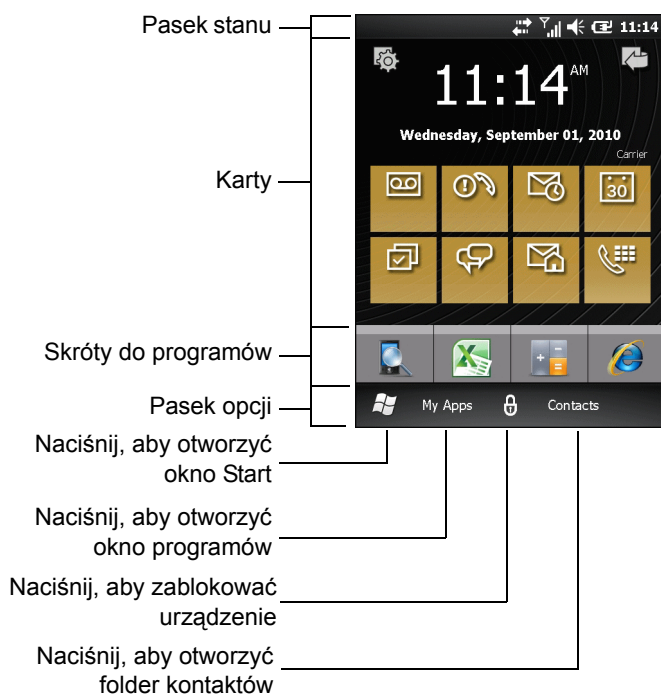 Pasek stanu
11:14
11:14 AM
Wednesday, September 01, 2010
Carrier
Karty
30
Skróty do programów
Pasek opcji
My Apps
Contacts
Naciśnij, aby otworzyć
okno Start
Naciśnij, aby otworzyć
okno programów
Naciśnij, aby zablokować
urządzenie
Naciśnij, aby otworzyć
folder kontaktów